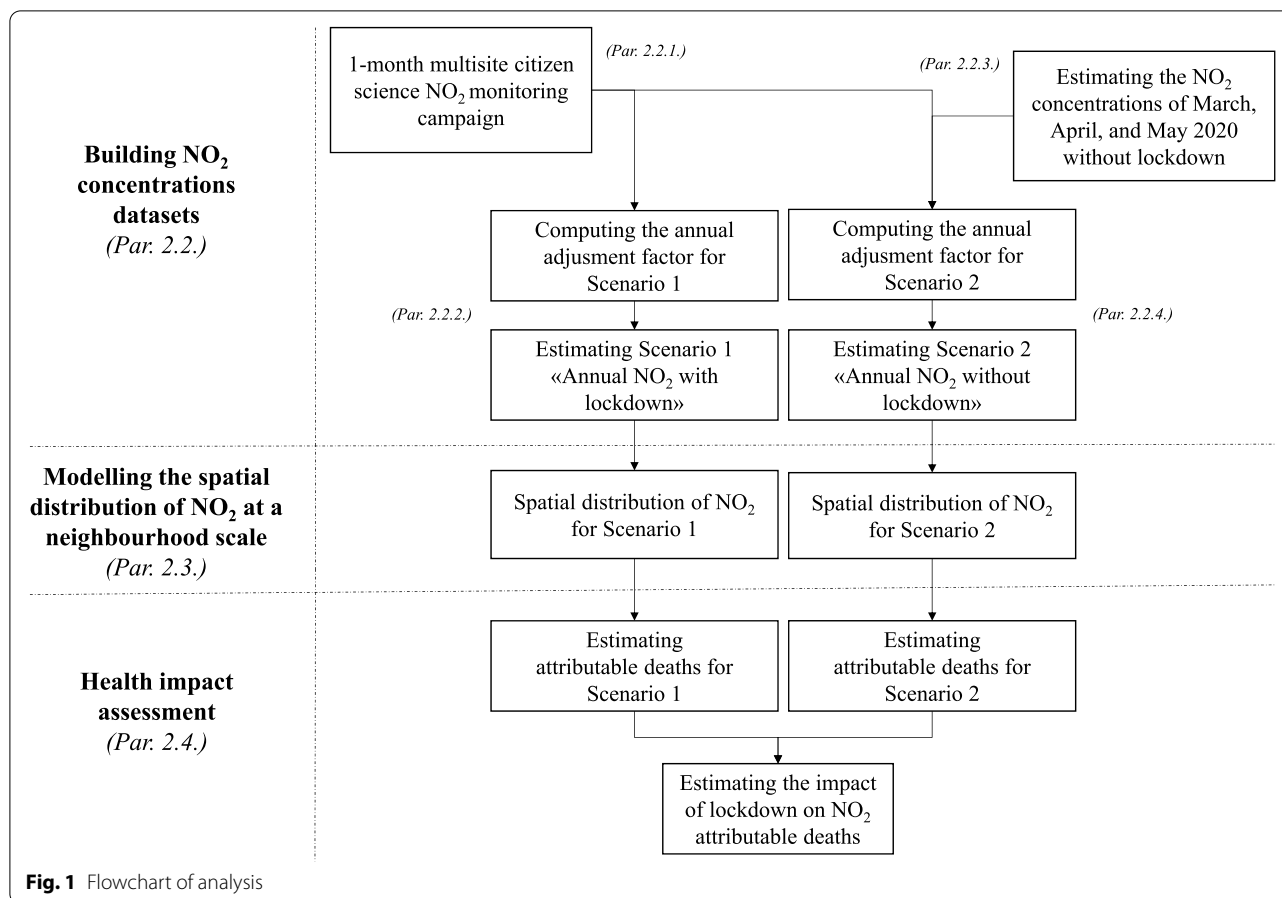 1-month multisite citizen
science NO₂ monitoring
campaign
(Par. 2.2.1.)
(Par. 2.2.3.)
Estimating the NO₂
concentrations of March,
April, and May 2020
without lockdown
Building NO₂
concentrations
datasets
(Par. 2.2.)
Computing the annual
adjusment factor for
Scenario 1
Computing the annual
adjusment factor for
Scenario 2
(Par. 2.2.2.)
(Par. 2.2.4.)
Estimating Scenario 1
«Annual NO₂ with
lockdown»
Estimating Scenario 2
«Annual NO₂ without
lockdown»
Modelling the spatial
distribution of NO₂ at a
neighbourhood scale
(Par. 2.3.)
Spatial distribution of NO₂
for Scenario 1
Spatial distribution of NO₂
for Scenario 2
Health impact
assessment
(Par. 2.4.)
Estimating
attributable deaths for
Scenario 1
Estimating
attributable deaths for
Scenario 2
Estimating the impact
of lockdown on NO₂
attributable deaths
Fig. 1 Flowchart of analysis